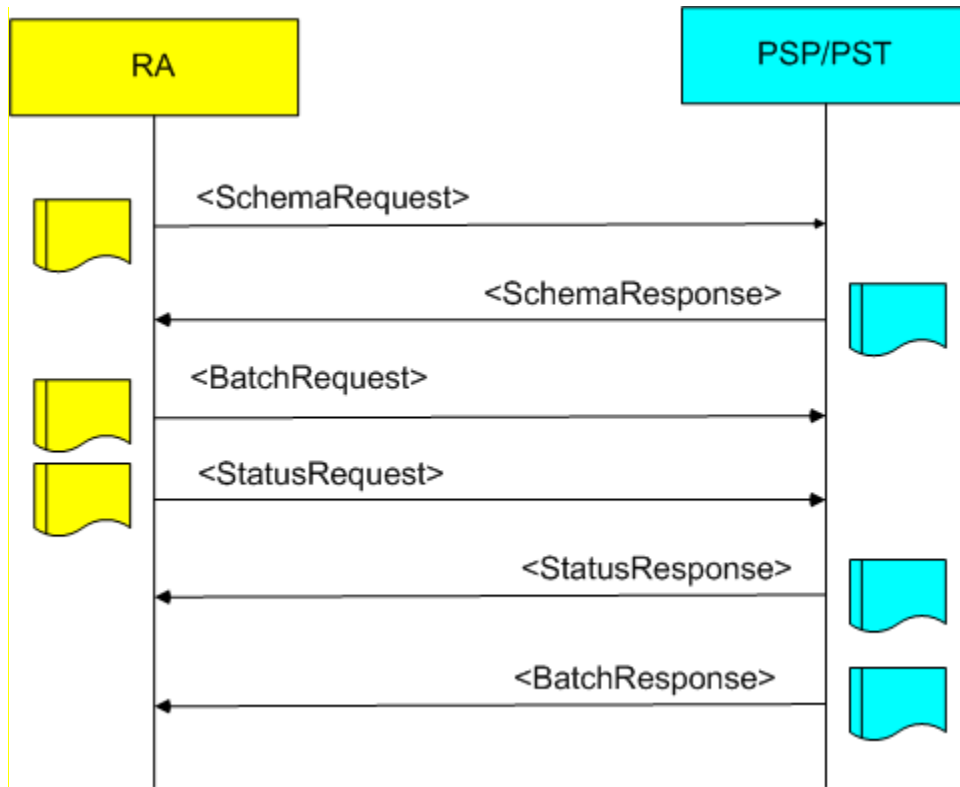 RA
PSP/PST
<SchemaRequest>
<SchemaResponse>
<BatchRequest>
<StatusRequest>
<StatusResponse>
<BatchResponse>